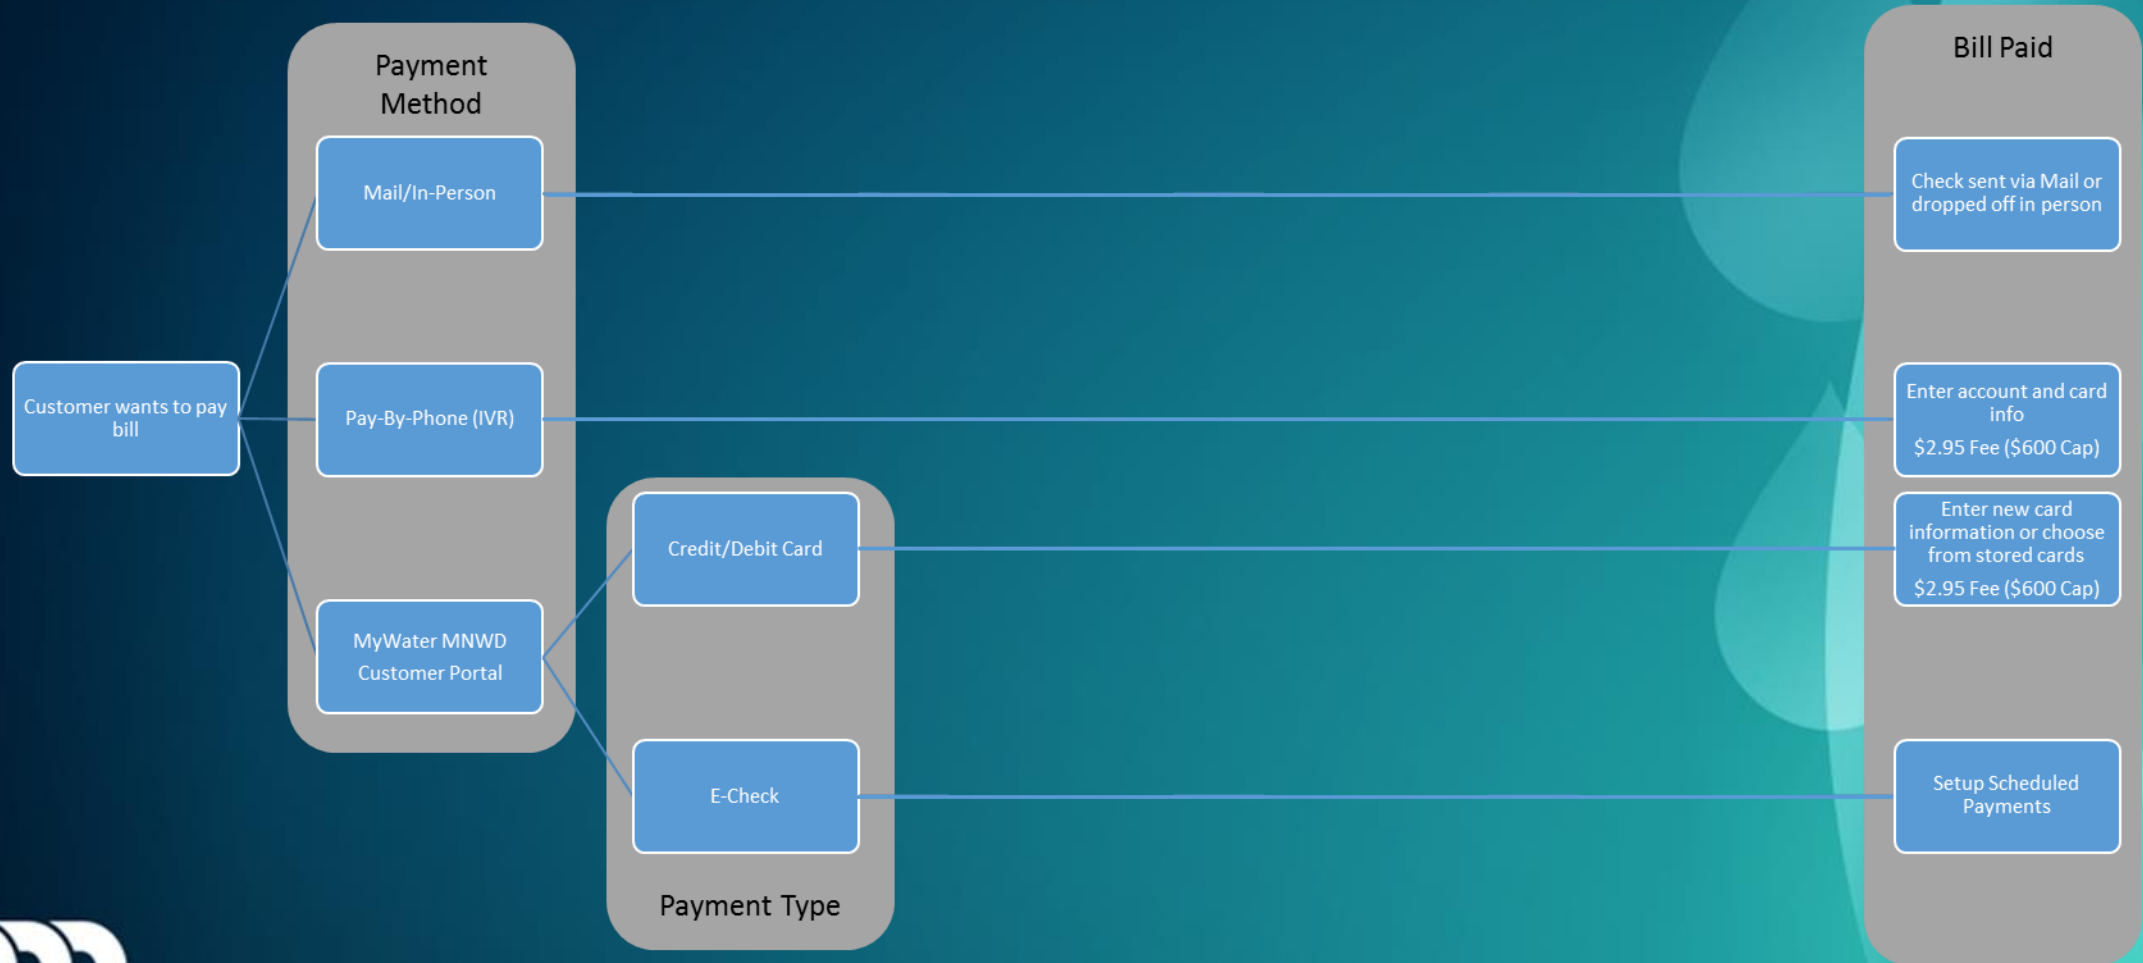 Payment
Method
Bill Paid
Mail/In-Person
Check sent via Mail or
dropped off in person
Customer wants to pay
bill
Pay-By-Phone (IVR)
Enter account and card
info
$2.95 Fee ($600 Cap)
Credit/Debit Card
Enter new card
information or choose
from stored cards
$2.95 Fee ($600 Cap)
MyWater MNWD
Customer Portal
E-Check
Setup Scheduled
Payments
Payment Type